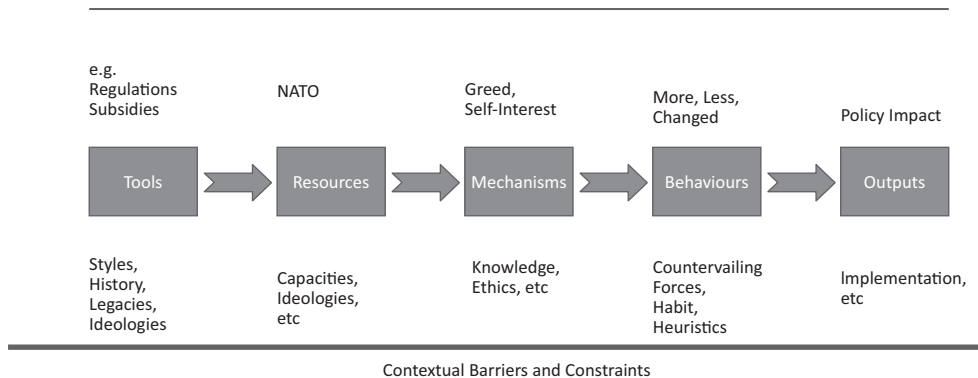 e.g.
Regulations
Subsidies
NATO
Greed,
Self-Interest
More, Less,
Changed
Policy Impact
Tools
Resources
Mechanisms
Behaviours
Outputs
Styles,
History,
Legacies,
Ideologies
Capacities,
Ideologies,
etc
Knowledge,
Ethics, etc
Countervailing
Forces,
Habit,
Heuristics
Implementation,
etc
Contextual Barriers and Constraints